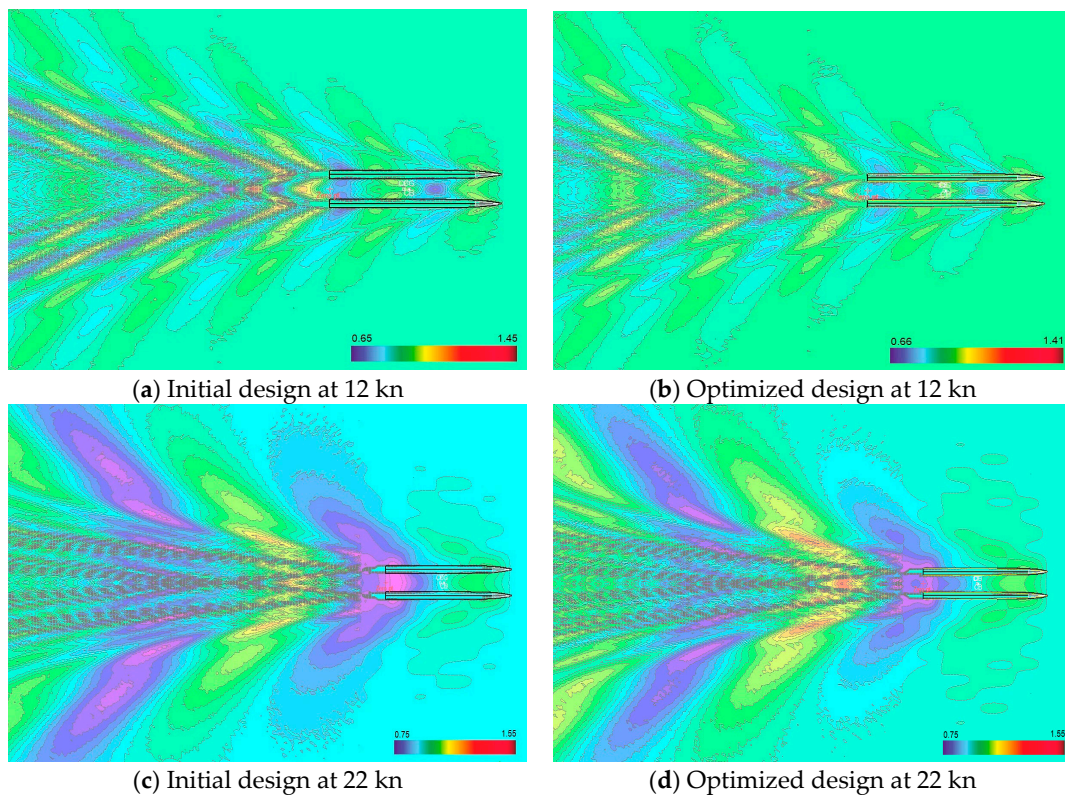 0.65 1.45
0.66 1.41
(a) Initial design at 12 kn (b) Optimized design at 12 kn
0.75 1.55 0.75 1.55
(c) Initial design at 22 kn (d) Optimized design at 22 kn